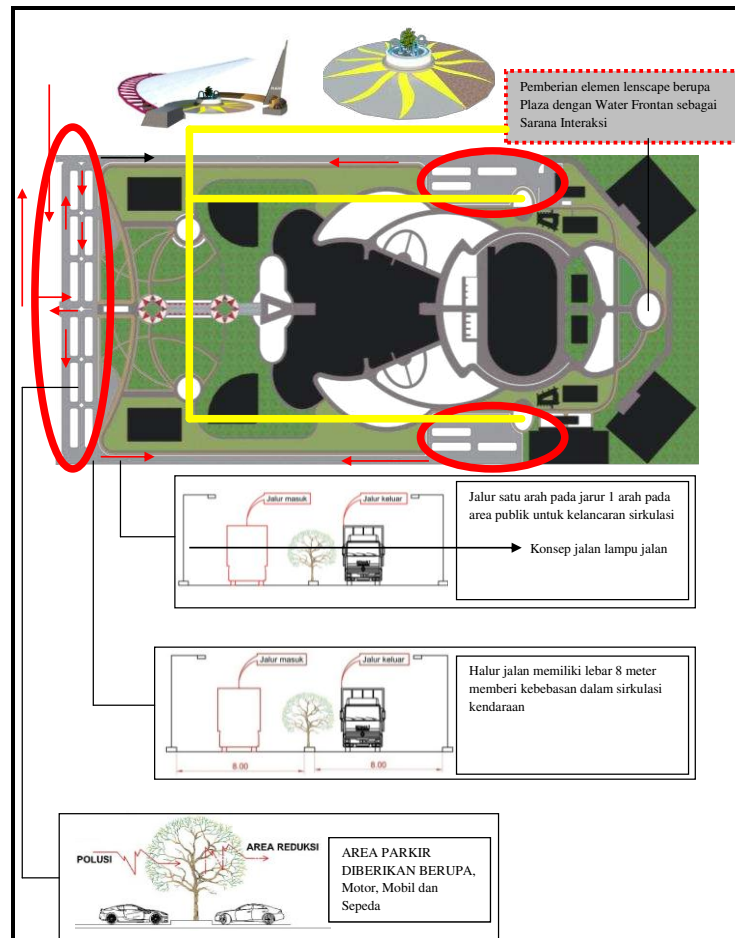 Pemberian elemen lenscape berupa
Plaza dengan Water Frontan sebagai
Sarana Interaksi
Jalur masuk
Jalur keluar
Jalur satu arah pada jarur 1 arah pada
area publik untuk kelancaran sirkulasi
Konsep jalan lampu jalan
Jalur masuk
Jalur keluar
8.00
8.00
Halur jalan memiliki lebar 8 meter
memberi kebebasan dalam sirkulasi
kendaraan
POLUSI
AREA REDUKSI
AREA PARKIR
DIBERIKAN BERUPA,
Motor, Mobil dan
Sepeda